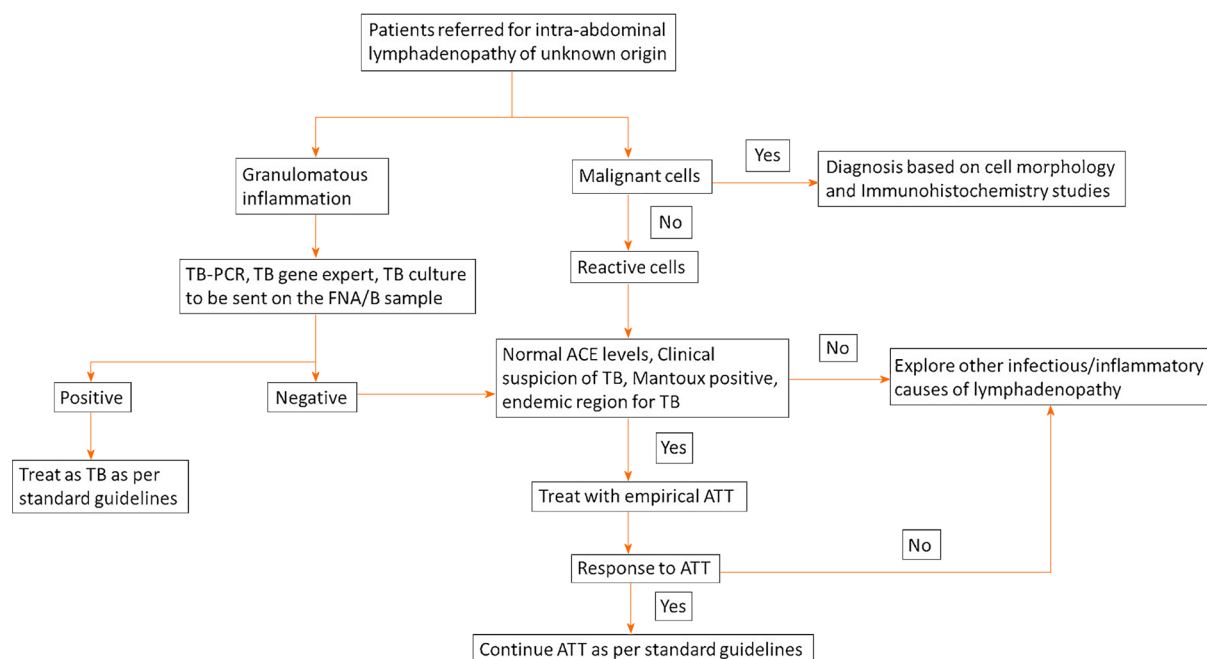 Patients referred for intra-abdominal
lymphadenopathy of unknown origin
Granulomatous
inflammation
Malignant cells
Yes
Diagnosis based on cell morphology
and Immunohistochemistry studies
No
TB-PCR, TB gene expert, TB culture
to be sent on the FNA/B sample
Reactive cells
Positive
Negative
Normal ACE levels, Clinical
suspicion of TB, Mantoux positive,
endemic region for TB
No
Explore other infectious/inflammatory
causes of lymphadenopathy
Treat as TB as per
standard guidelines
Yes
Treat with empirical ATT
Response to ATT
No
Yes
Continue ATT as per standard guidelines